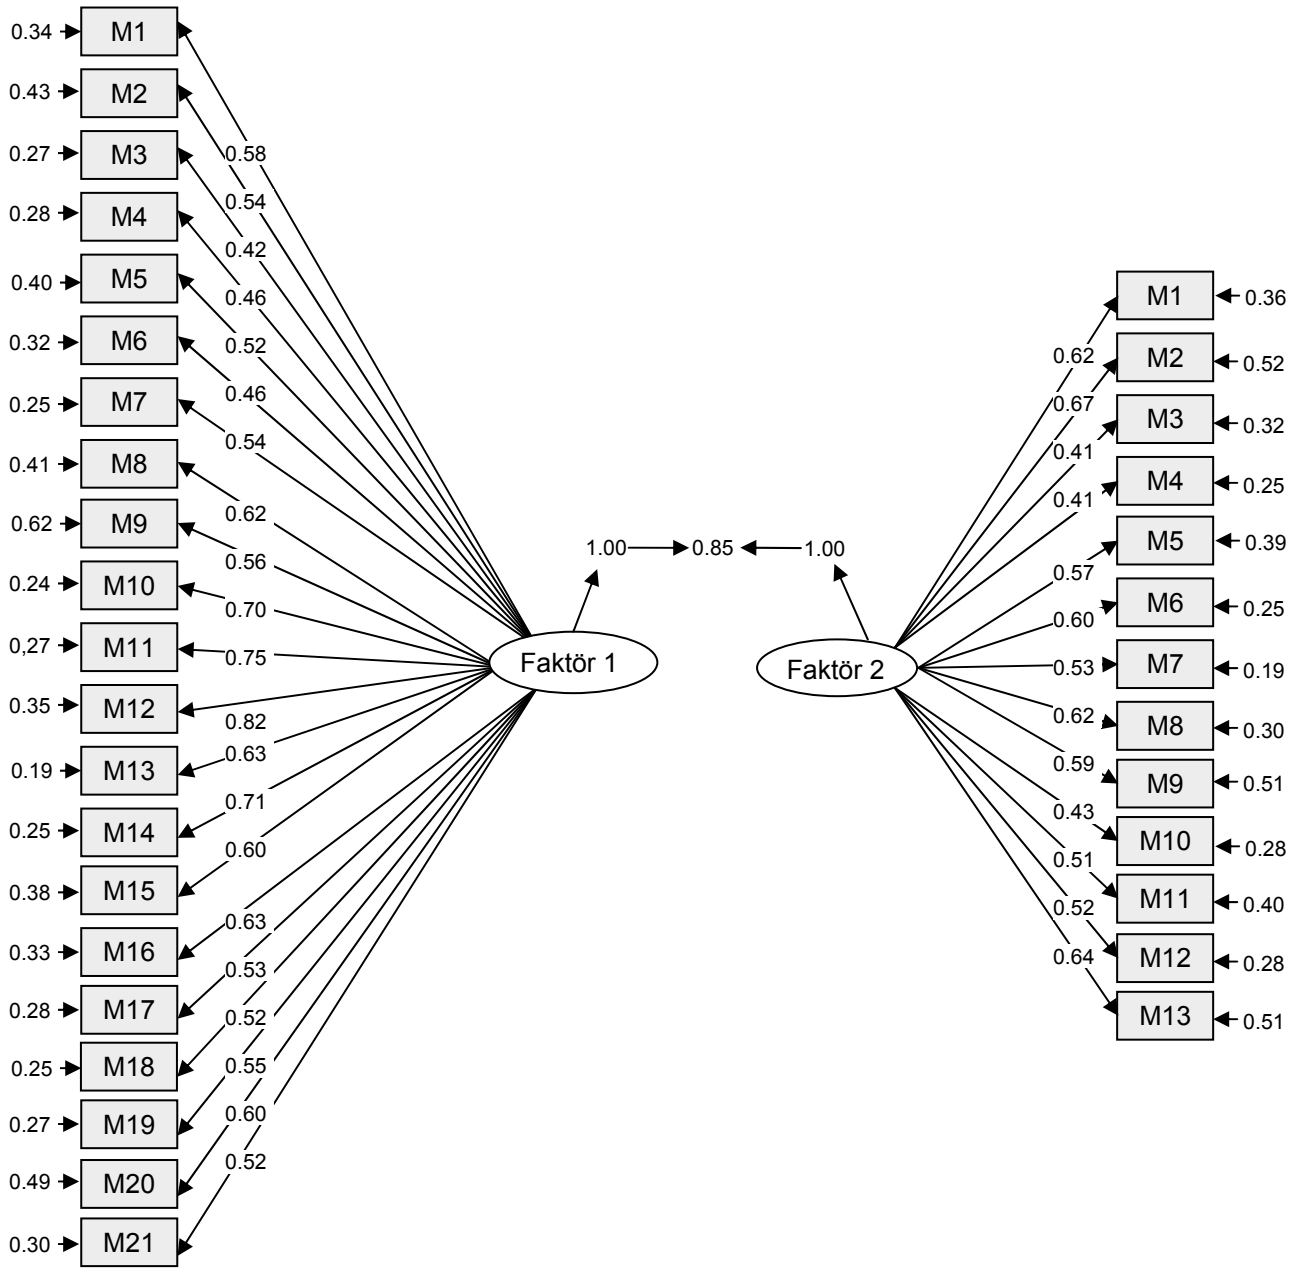 0.34 M1
0.43 M2
0.27 M3
0.28 M4
0.40 M5
0.32 M6
0.25 M7
0.41 M8
0.62 M9
0.24 M10
0,27 M11
0.35 M12
0.19 M13
0.25 M14
0.38 M15
0.33 M16
0.28 M17
0.25 M18
0.27 M19
0.49 M20
0.30 M21
0.58
0.54
0.42
0.46
0.52
0.46
0.54
0.62
0.56
0.70
0.75
0.82
0.63
0.71
0.60
0.63
0.53
0.52
0.55
0.60
0.52
Faktör 1
1.00 0.85 1.00
Faktör 2
0.62
0.67
0.41
0.41
0.57
0.60
0.53
0.62
0.59
0.43
0.51
0.52
0.64
M1 0.36
M2 0.52
M3 0.32
M4 0.25
M5 0.39
M6 0.25
M7 0.19
M8 0.30
M9 0.51
M10 0.28
M11 0.40
M12 0.28
M13 0.51